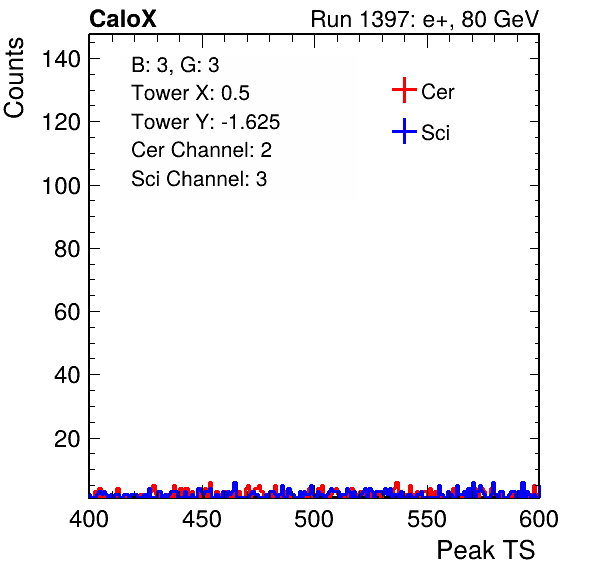 CaloX
Run 1397: e+, 80 GeV
Counts
B: 3, G: 3
Tower X: 0.5
Tower Y: -1.625
Cer Channel: 2
Sci Channel: 3
Cer
Sci
140
120
100
80
60
40
20
400 450 500 550 600
Peak TS